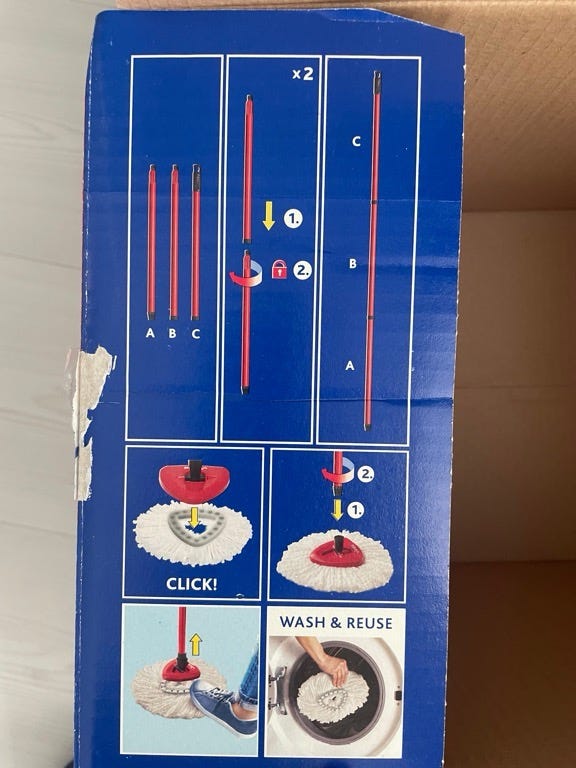 A B C
x2
1.
2.
C
B
A
CLICK!
2.
1.
WASH & REUSE